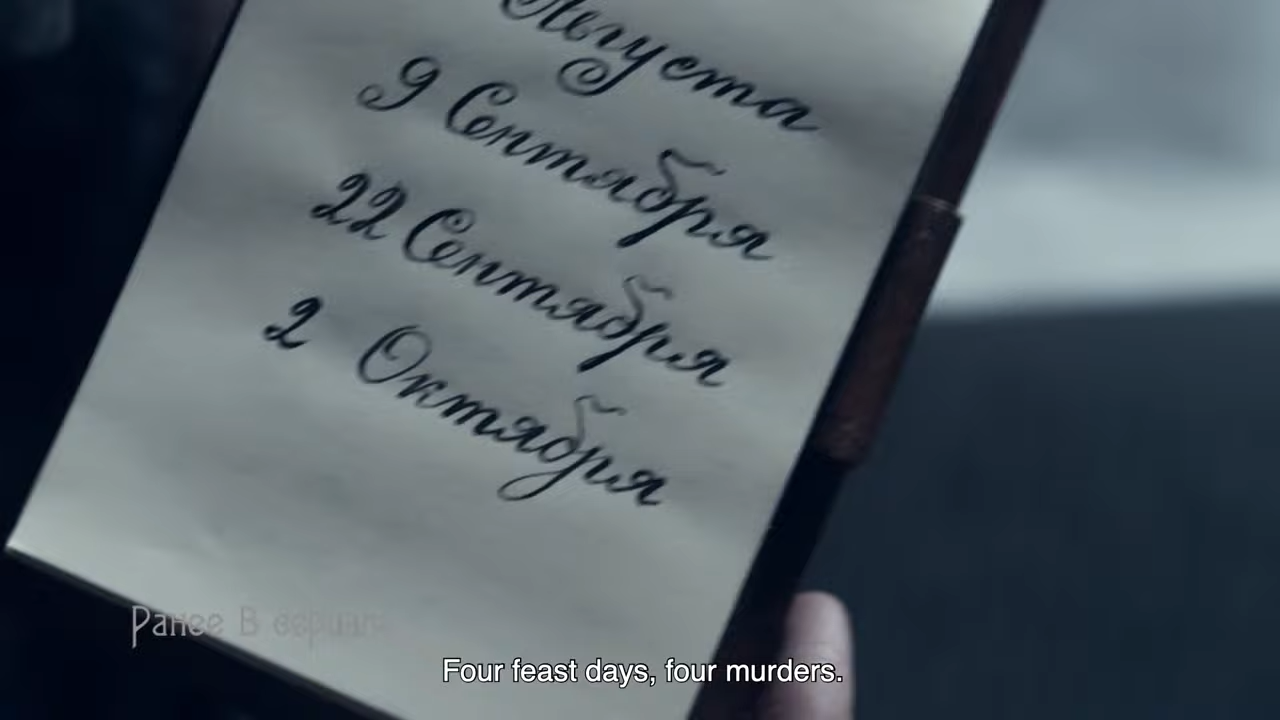 Августа
9 Сентября
22 Сентября
2 Октября
Ранее В
Four feast days, four murders.